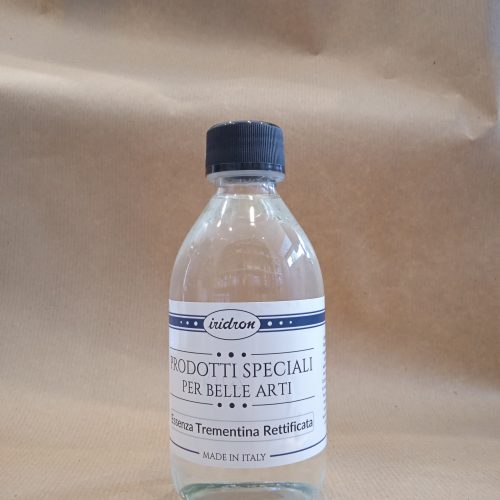 iridron
PRODOTTI SPECIALI
PER BELLE ARTI
Essenza Trementina Rettificata
MADE IN ITALY